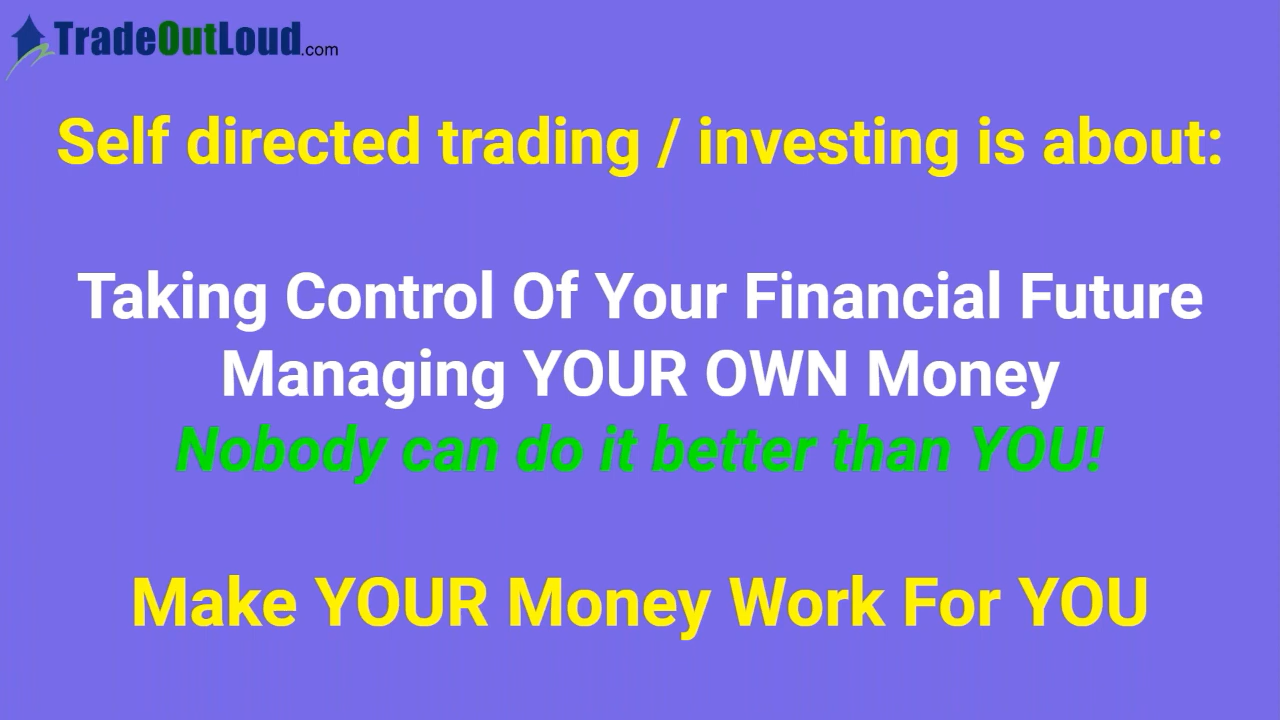 TradeOutLoud.com
Self directed trading / investing is about:
Taking Control Of Your Financial Future
Managing YOUR OWN Money
Nobody can do it better than YOU!
Make YOUR Money Work For YOU